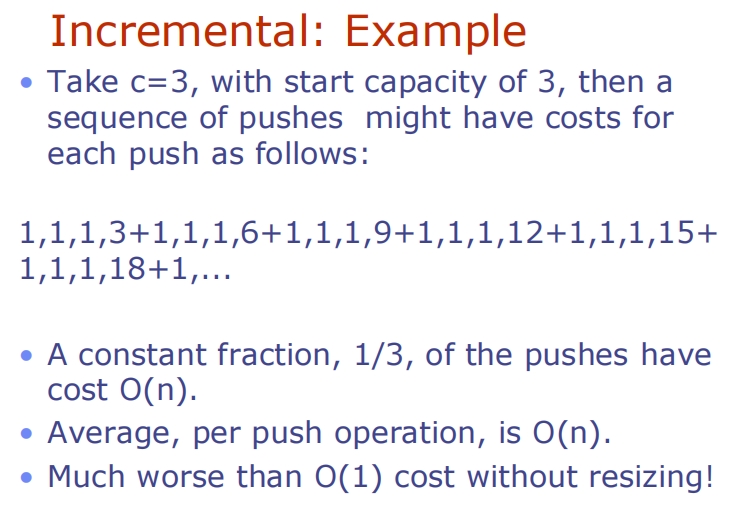 Incremental: Example
• Take c=3, with start capacity of 3, then a
sequence of pushes might have costs for
each push as follows:
1,1,1,3+1,1,1,6+1,1,1,9+1,1,1,12+1,1,1,15+
1,1,1,18+1,...
• A constant fraction, 1/3, of the pushes have
cost O(n).
• Average, per push operation, is O(n).
• Much worse than O(1) cost without resizing!